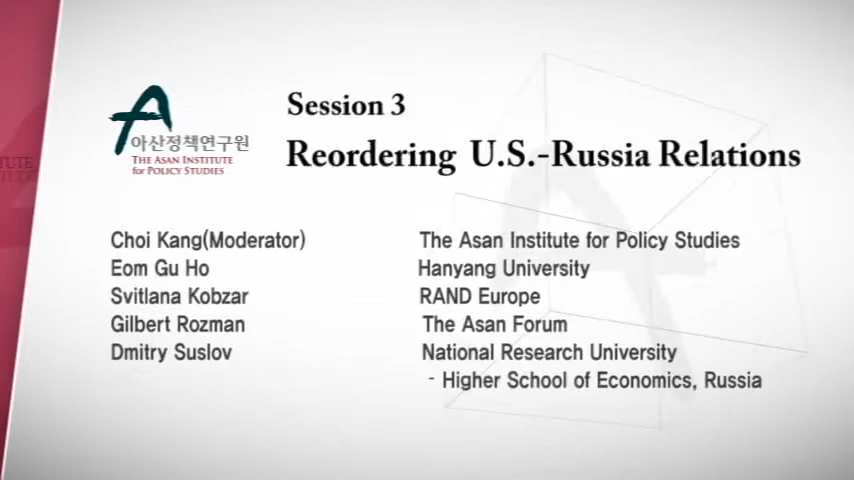 Session 3
Reordering U.S.-Russia Relations
아산정책연구원
THE ASAN INSTITUTE
for POLICY STUDIES
Choi Kang(Moderator) The Asan Institute for Policy Studies
Eom Gu Ho Hanyang University
Svitlana Kobzar RAND Europe
Gilbert Rozman The Asan Forum
Dmitry Suslov National Research University
- Higher School of Economics, Russia